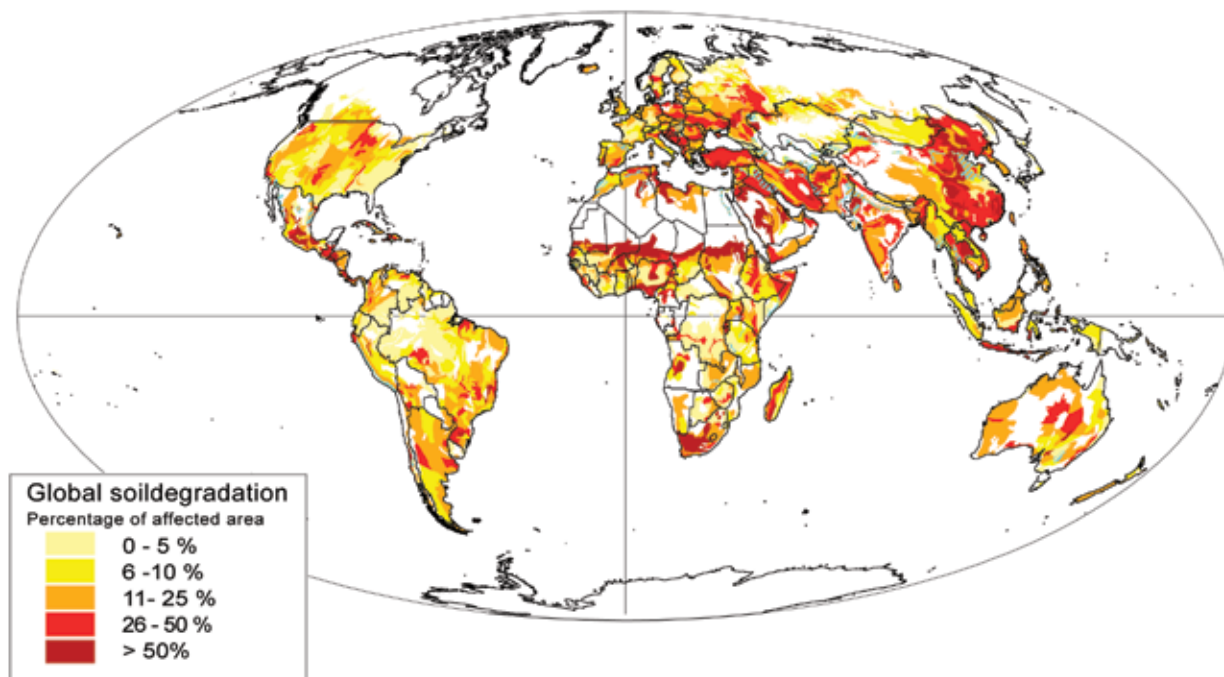 Global soildegradation
Percentage of affected area
0 - 5 %
6 -10 %
11- 25 %
26 - 50 %
> 50%